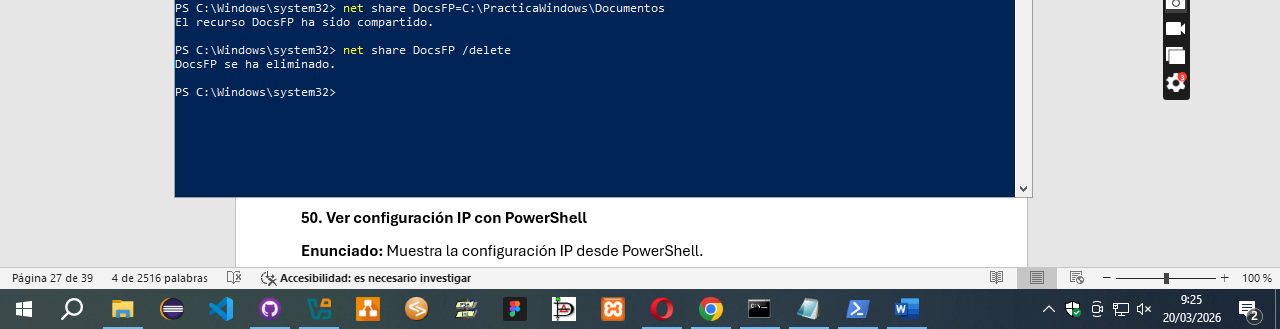 PS C:\Windows\system32> net share DocsFP=C:\PracticaWindows\Documentos
El recurso DocsFP ha sido compartido.
PS C:\Windows\system32> net share DocsFP /delete
DocsFP se ha eliminado.
PS C:\Windows\system32>
3
50. Ver configuración IP con PowerShell
Enunciado: Muestra la configuración IP desde PowerShell.
Página 27 de 39 4 de 2516 palabras Accesibilidad: es necesario investigar 100 %
9:25
20/03/2026
2